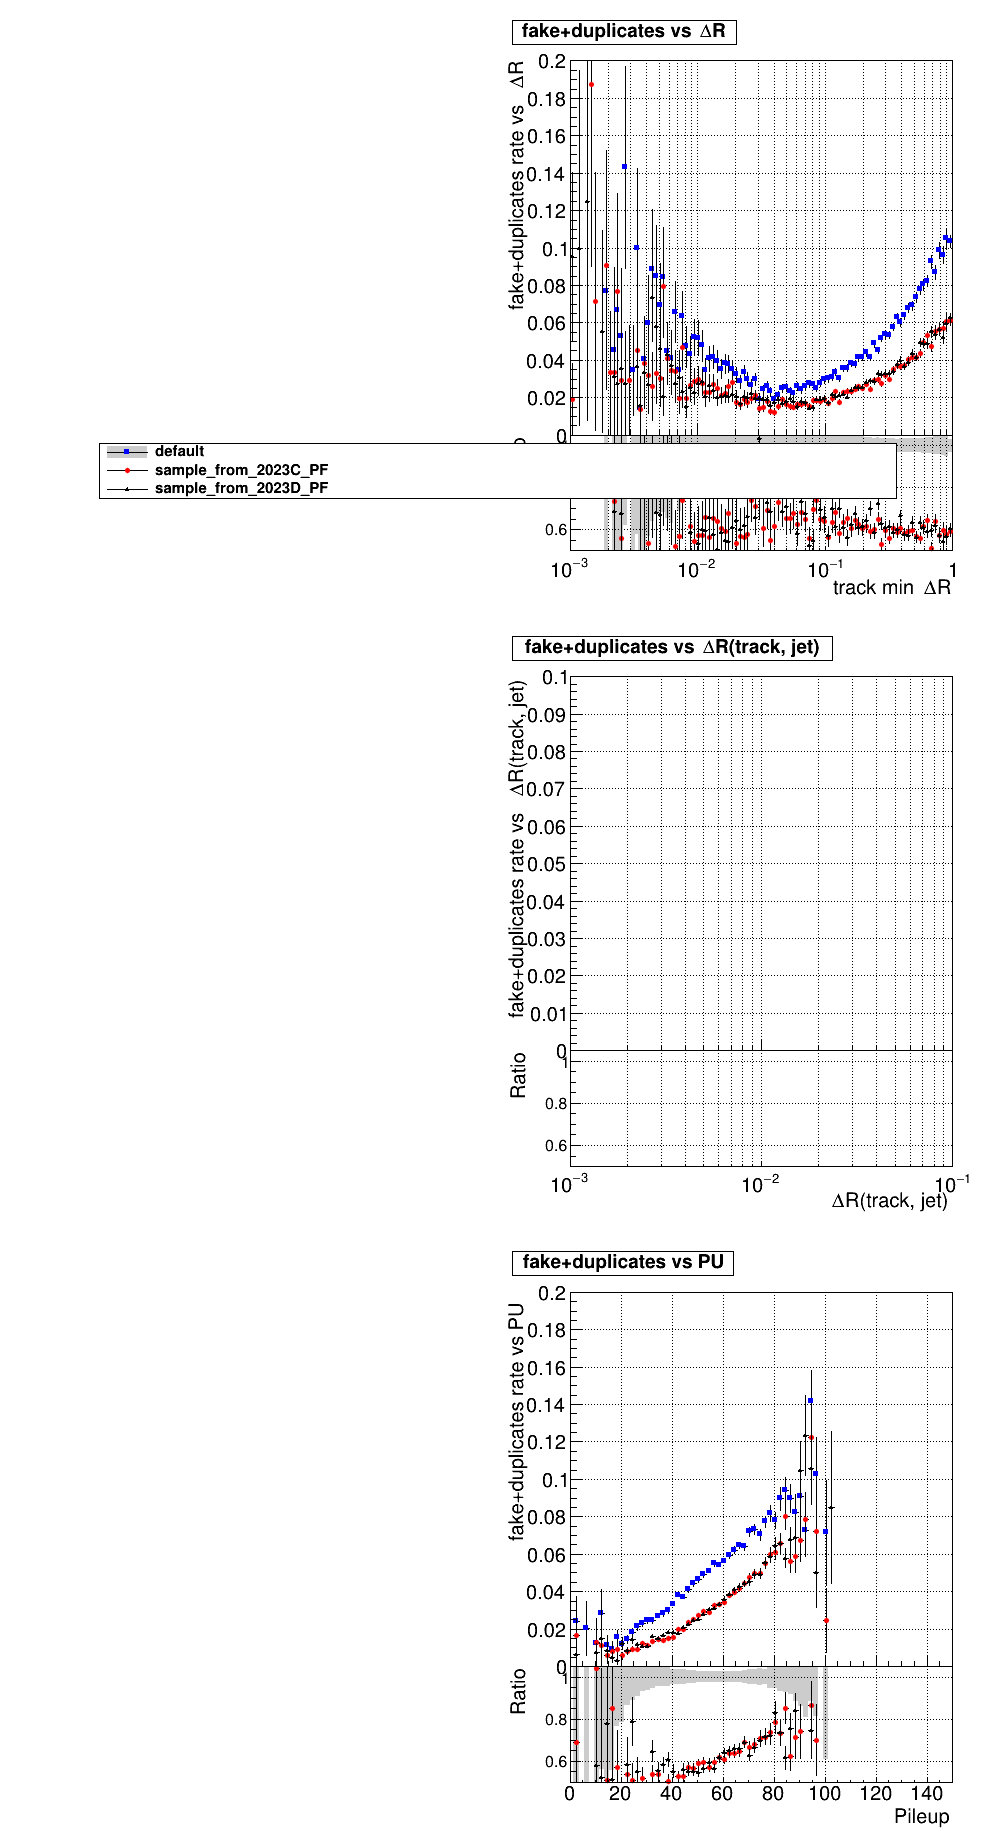 fake+duplicates vs ΔR
fake+duplicates rate vs ΔR
0.2
0.18
0.16
0.14
0.12
0.1
0.08
0.06
0.04
0.02
0
default
sample_from_2023C_PF
sample_from_2023D_PF
0.6
10−3 10−2 10−1 1
track min ΔR
fake+duplicates vs ΔR(track, jet)
fake+duplicates rate vs ΔR(track, jet)
0.1
0.09
0.08
0.07
0.06
0.05
0.04
0.03
0.02
0.01
0
Ratio
1
0.8
0.6
10−3 10−2 10−1
ΔR(track, jet)
fake+duplicates vs PU
fake+duplicates rate vs PU
0.2
0.18
0.16
0.14
0.12
0.1
0.08
0.06
0.04
0.02
0
Ratio
1
0.8
0.6
0 20 40 60 80 100 120 140
Pileup